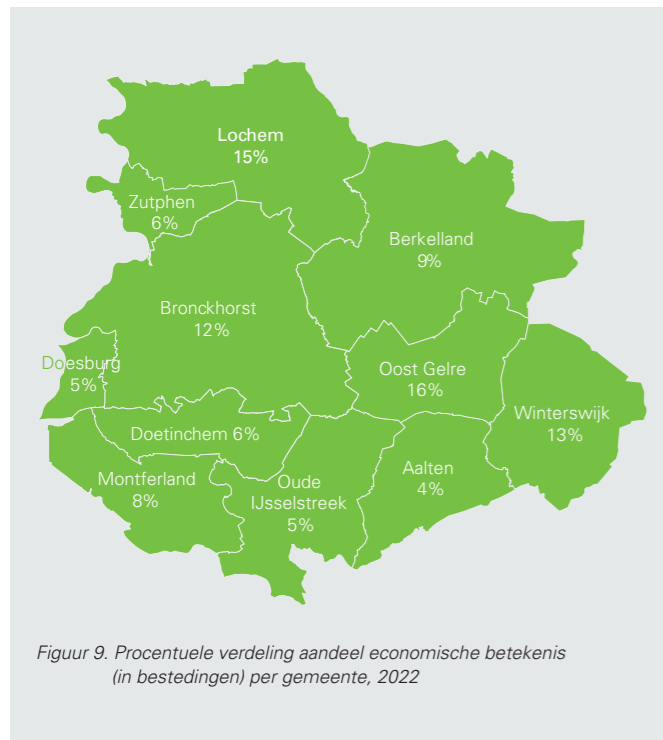 Lochem
15%
Zutphen
6%
Berkelland
9%
Bronckhorst
12%
Doesburg
5%
Oost Gelre
16%
Winterswijk
13%
Doetinchem 6%
Montferland
8%
Oude
IJsselstreek
5%
Aalten
4%
Figuur 9. Procentuele verdeling aandeel economische betekenis
(in bestedingen) per gemeente, 2022